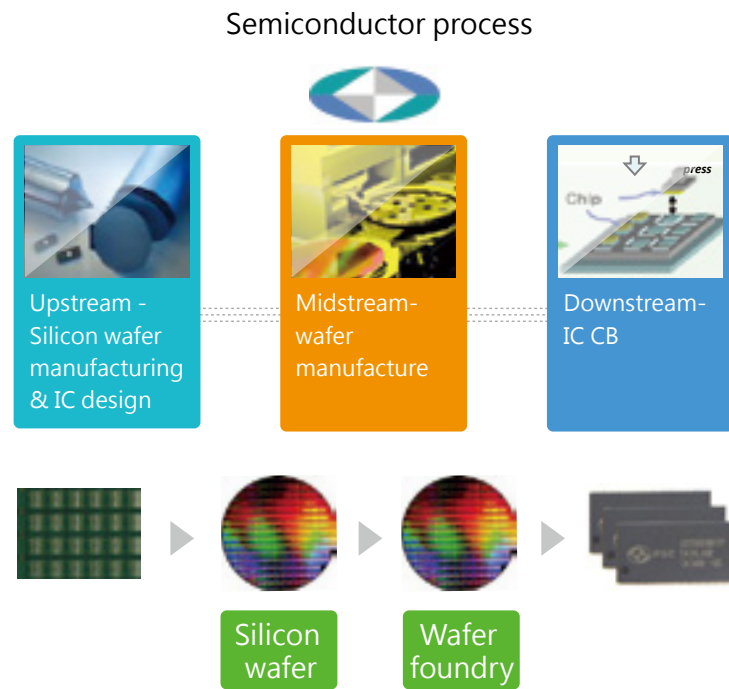 Semiconductor process
press
Chip
Upstream -
Silicon wafer
manufacturing
& IC design
Midstream-
wafer
manufacture
Downstream-
IC CB
Silicon
wafer
Wafer
foundry